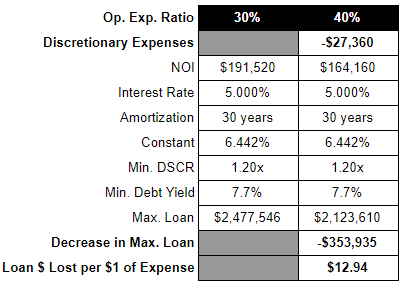 Op. Exp. Ratio 30% 40%
Discretionary Expenses -$27,360
NOI $191,520 $164,160
Interest Rate 5.000% 5.000%
Amortization 30 years 30 years
Constant 6.442% 6.442%
Min. DSCR 1.20x 1.20x
Min. Debt Yield 7.7% 7.7%
Max. Loan $2,477,546 $2,123,610
Decrease in Max. Loan -$353,935
Loan $ Lost per $1 of Expense $12.94